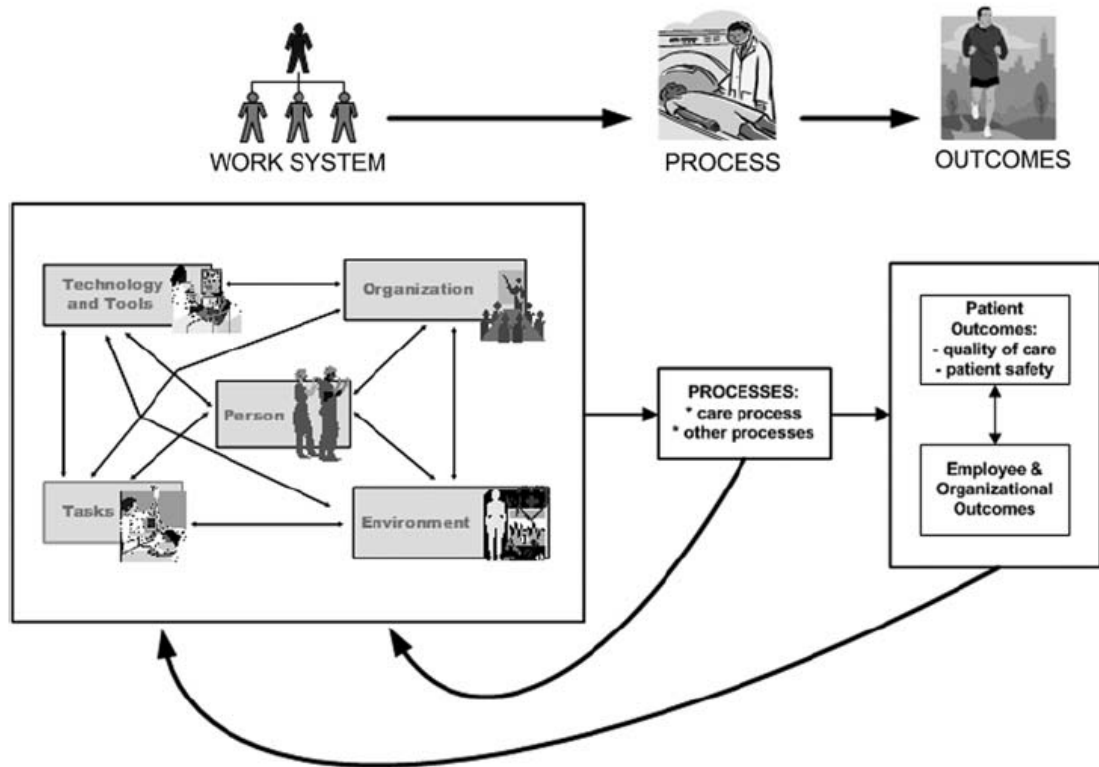 WORK SYSTEM
PROCESS
OUTCOMES
Technology
and Tools
Organization
Person
Tasks
Environment
PROCESSES:
* care process
* other processes
Patient
Outcomes:
- quality of care
- patient safety
Employee &
Organizational
Outcomes